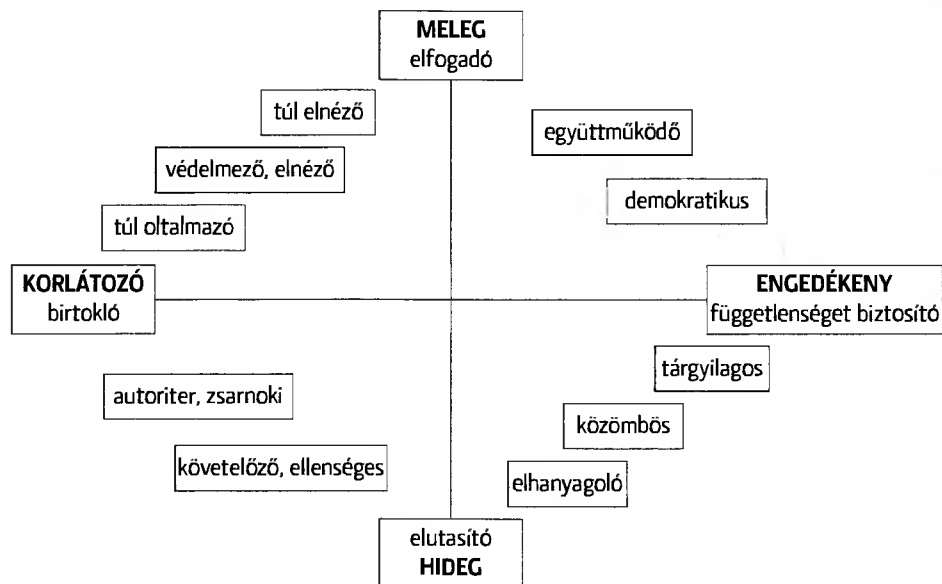 MELEG
elfogadó
túl elnéző
együttműködő
védelmező, elnéző
demokratikus
túl oltalmazó
KORLÁTOZÓ
birtokló
ENGEDÉKENY
függetlenséget biztosító
tárgyilagos
autoriter, zsarnoki
közömbös
követelőző, ellenséges
elhanyagoló
elutasító
HIDEG